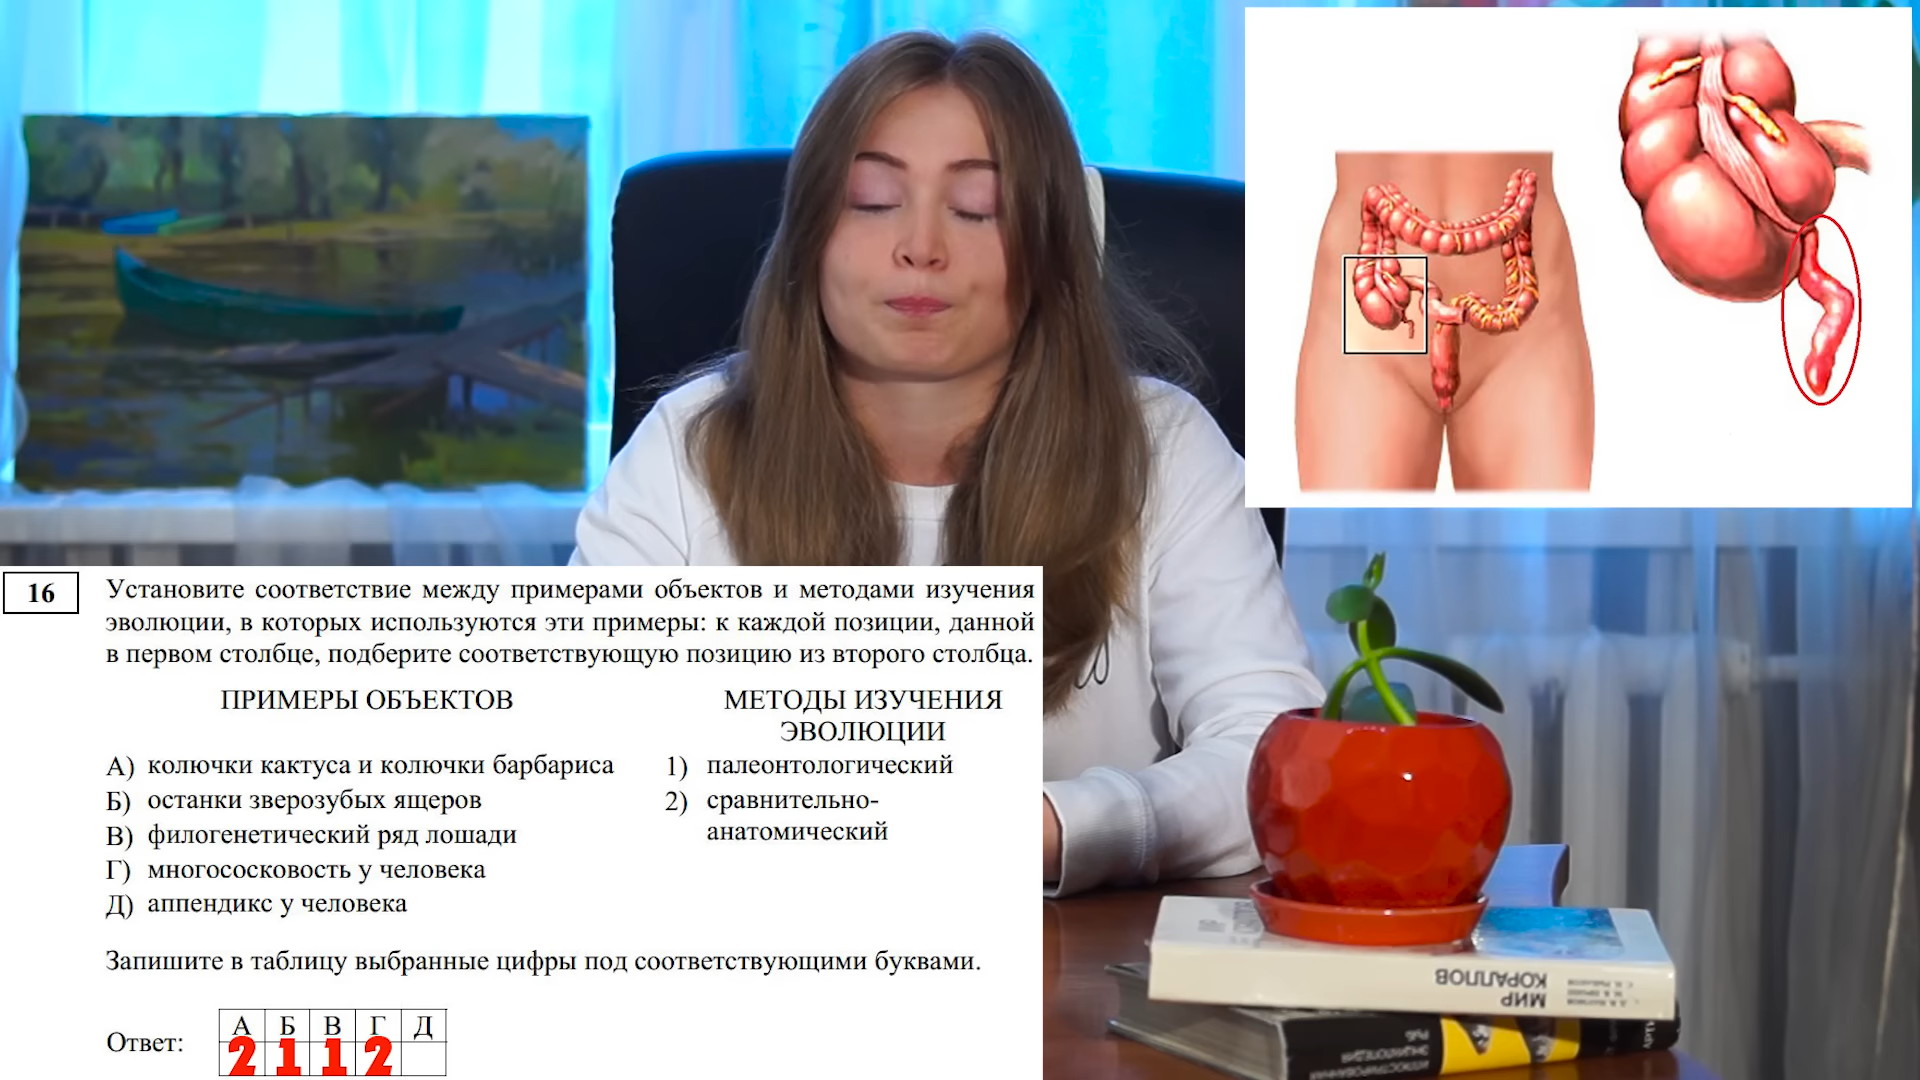 16
Установите соответствие между примерами объектов и методами изучения
эволюции, в которых используются эти примеры: к каждой позиции, данной
в первом столбце, подберите соответствующую позицию из второго столбца.
ПРИМЕРЫ ОБЪЕКТОВ
А) колючки кактуса и колючки барбариса
Б) останки зверозубых ящеров
В) филогенетический ряд лошади
Г) многососковость у человека
Д) аппендикс у человека
МЕТОДЫ ИЗУЧЕНИЯ
ЭВОЛЮЦИИ
1) палеонтологический
2) сравнительно-
анатомический
Запишите в таблицу выбранные цифры под соответствующими буквами.
Ответ:
А Б В Г Д
2 1 1 2
МИР
КОРАЛЛОВ